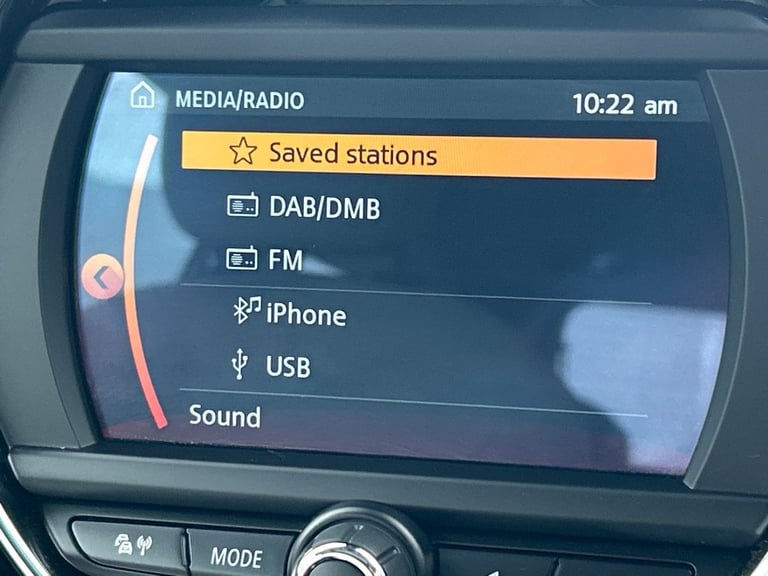 MEDIA/RADIO 10:22 am
Saved stations
DAB/DMB
FM
iPhone
USB
Sound
MODE